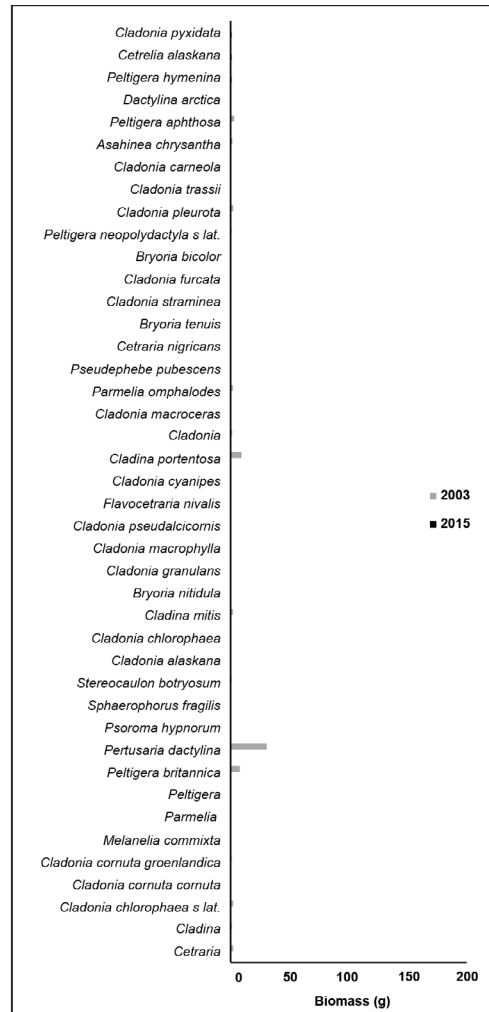 Cladonia pyxidata
Cetrelia alaskana
Peltigera hymenina
Dactylina arctica
Peltigera aphthosa
Asahinea chrysantha
Cladonia carneola
Cladonia trassii
Cladonia pleurota
Peltigera neopolydactyla s lat.
Bryoria bicolor
Cladonia furcata
Cladonia straminea
Bryoria tenuis
Cetraria nigricans
Pseudephebe pubescens
Parmelia omphalodes
Cladonia macroceras
Cladonia
Cladina portentosa
Cladonia cyanipes
Flavocetraria nivalis
Cladonia pseudalcicornis
Cladonia macrophylla
Cladonia granulans
Bryoria nitidula
Cladina mitis
Cladonia chlorophaea
Cladonia alaskana
Stereocaulon botryosum
Sphaerophorus fragilis
Psoroma hypnorum
Pertusaria dactylina
Peltigera britannica
Peltigera
Parmelia
Melanelia commixta
Cladonia cornuta groenlandica
Cladonia cornuta cornuta
Cladonia chlorophaea s lat.
Cladina
Cetraria
2003
2015
0 50 100 150 200
Biomass (g)